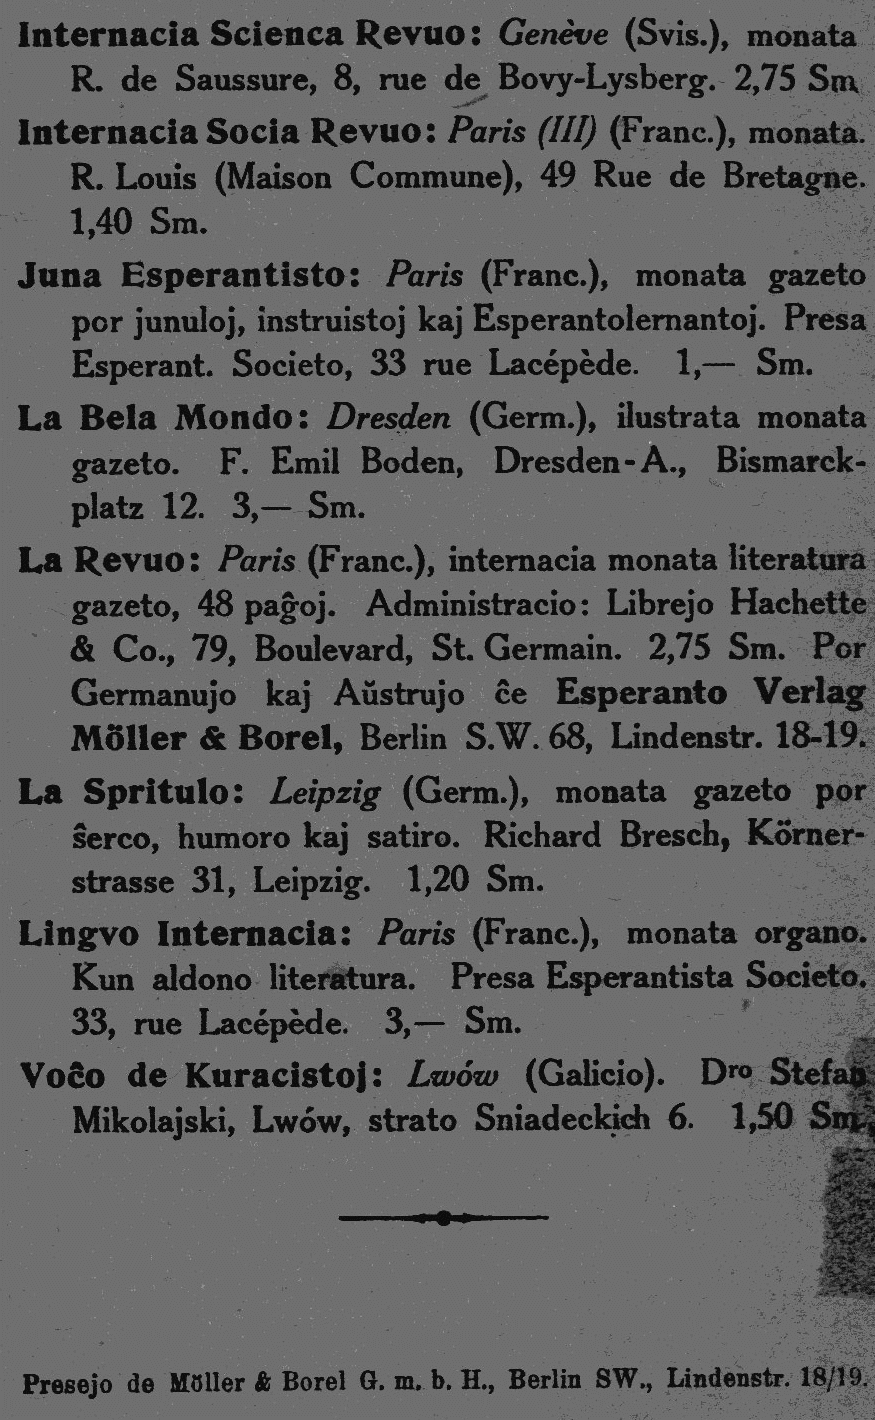 Internacia Scienca Revuo: Genève (Svis.), monata
R. de Saussure, 8, rue de Bovy-Lysberg. 2,75 Sm
Internacia Socia Revuo: Paris (III) (Franc.), monata.
R. Louis (Maison Commune), 49 Rue de Bretagne.
1,40 Sm.
Juna Esperantisto: Paris (Franc.), monata gazeto
por junuloj, instruistoj kaj Esperantolernantoj. Presa
Esperant. Societo, 33 rue Lacépède. 1,— Sm.
La Bela Mondo: Dresden (Germ.), ilustrata monata
gazeto. F. Emil Boden, Dresden-A., Bismarck-
platz 12. 3,— Sm.
La Revuo: Paris (Franc.), internacia monata literatura
gazeto, 48 paĝoj. Administracio: Librejo Hachette
& Co., 79, Boulevard, St. Germain. 2,75 Sm. Por
Germanujo kaj Aŭstrujo ĉe Esperanto Verlag
Möller & Borel, Berlin S.W. 68, Lindenstr. 18-19.
La Spritulo: Leipzig (Germ.), monata gazeto por
ŝerco, humoro kaj satiro. Richard Bresch, Körner-
strasse 31, Leipzig. 1,20 Sm.
Lingvo Internacia: Paris (Franc.), monata organo.
Kun aldono literatura. Presa Esperantista Societo.
33, rue Lacépède. 3,— Sm.
Voĉo de Kuracistoj: Lwów (Galicio). Dro Stefan
Mikolajski, Lwów, strato Sniadeckich 6. 1,50 Sm.
Presejo de Möller & Borel G. m. b. H., Berlin SW., Lindenstr. 18/19.